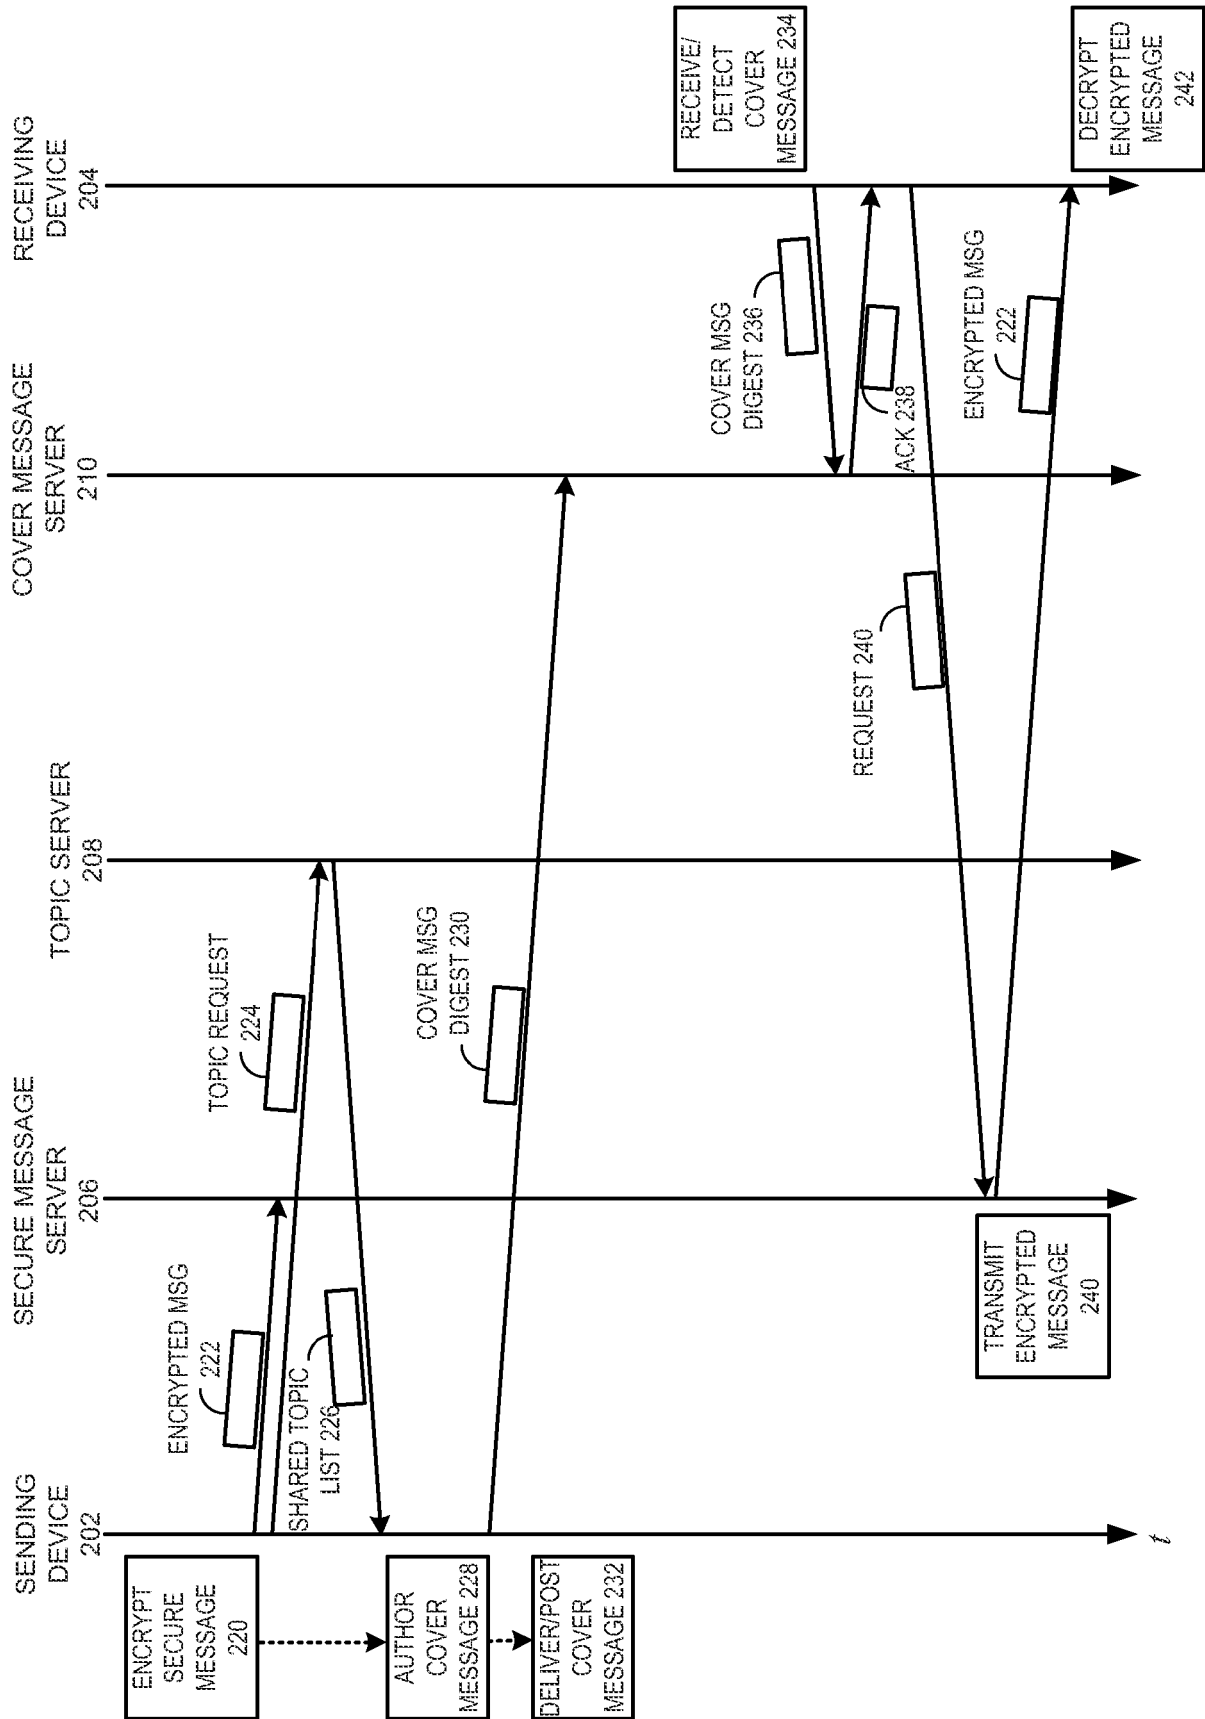 SENDING
DEVICE
202
SECURE MESSAGE
SERVER
206
TOPIC SERVER
208
COVER MESSAGE
SERVER
210
RECEIVING
DEVICE
204
ENCRYPT
SECURE
MESSAGE
220
ENCRYPTED MSG
222
TOPIC REQUEST
224
SHARED TOPIC
LIST 226
AUTHOR
COVER
MESSAGE 228
COVER MSG
DIGEST 230
DELIVER/POST
COVER
MESSAGE 232
RECEIVE/
DETECT
COVER
MESSAGE 234
COVER MSG
DIGEST 236
ACK 238
REQUEST 240
TRANSMIT
ENCRYPTED
MESSAGE
240
ENCRYPTED MSG
222
DECRYPT
ENCRYPTED
MESSAGE
242
t